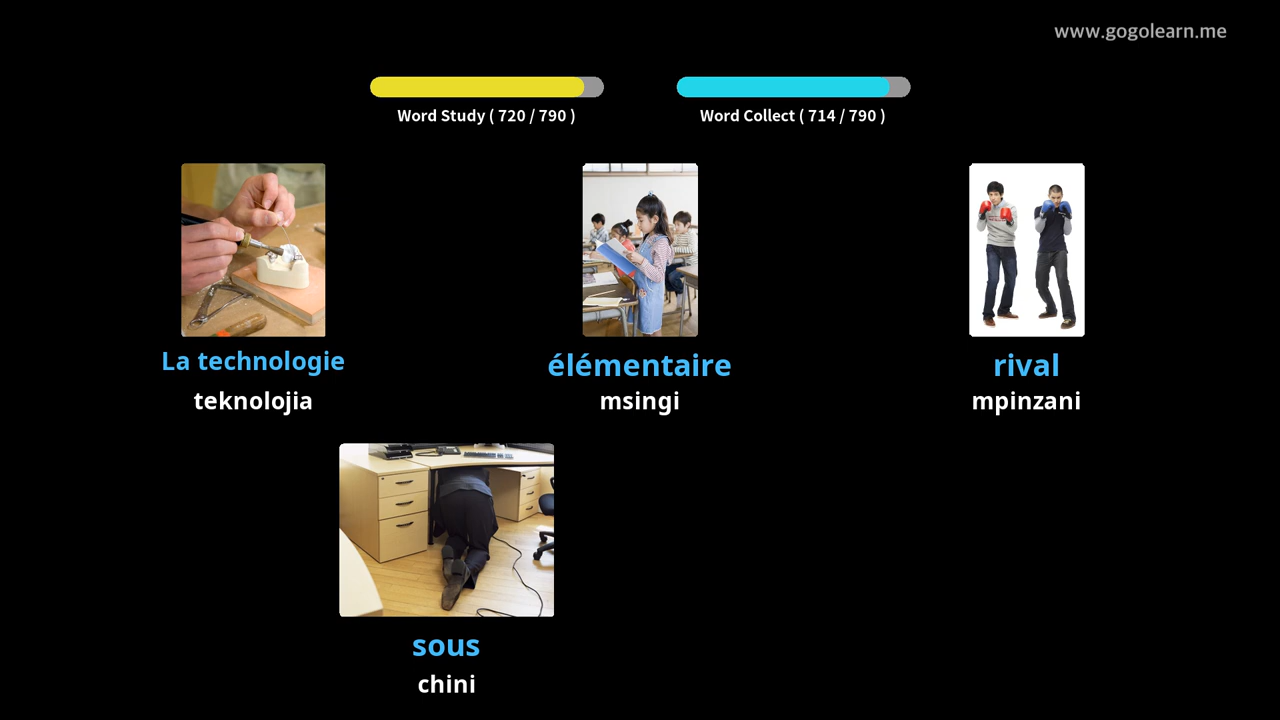 www.gogolearn.me
Word Study ( 720 / 790 )
Word Collect ( 714 / 790 )
La technologie
élémentaire
rival
teknolojia
msingi
mpinzani
sous
chini